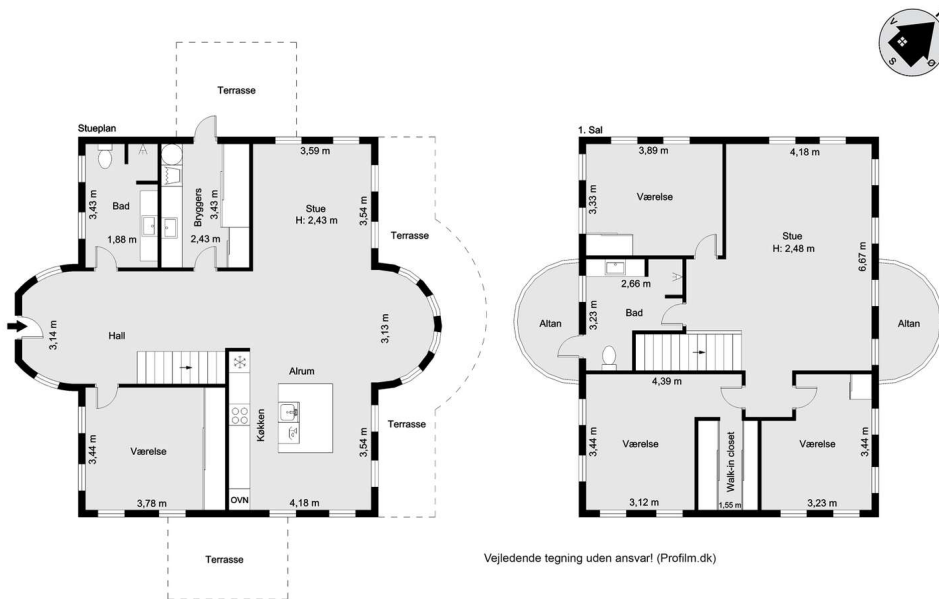 V
S
Ø
Terrasse
Stueplan
3,59 m
3,43 m
Bad
1,88 m
Bryggers
3,43 m
2,43 m
Stue
H: 2,43 m
3,54 m
Terrasse
3,14 m
Hall
3,13 m
Alrum
Køkken
3,44 m
Værelse
3,78 m
OVN
4,18 m
3,54 m
Terrasse
Terrasse
1. Sal
3,89 m
4,18 m
3,33 m
Værelse
Stue
H: 2,48 m
6,67 m
2,66 m
3,23 m
Bad
Altan
Altan
4,39 m
3,44 m
Værelse
3,12 m
Walk-in closet
1,55 m
Værelse
3,44 m
3,23 m
Vejledende tegning uden ansvar! (Profilm.dk)